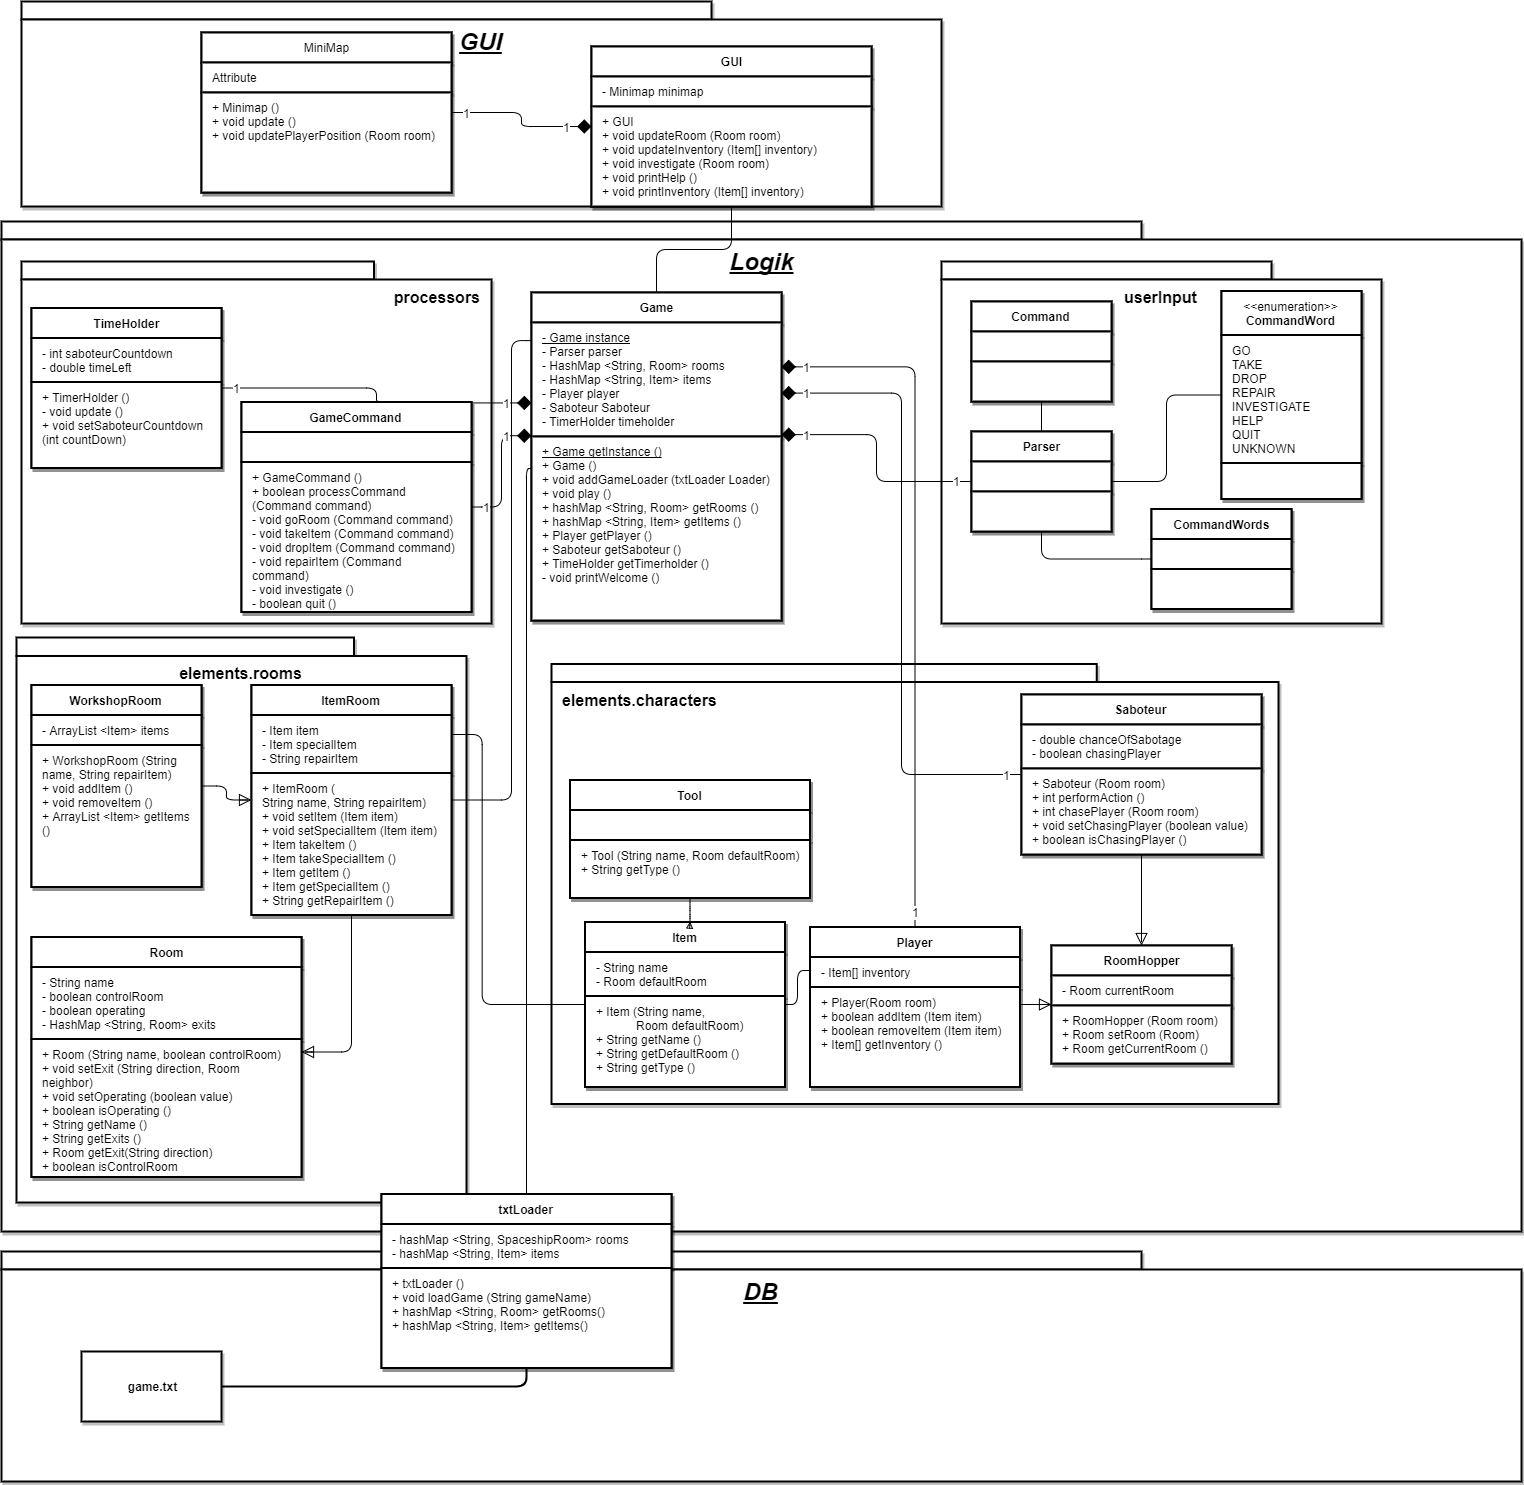 GUI
MiniMap
Attribute
+ Minimap ()
+ void update ()
+ void updatePlayerPosition (Room room)
1
1
GUI
- Minimap minimap
+ GUI
+ void updateRoom (Room room)
+ void updateInventory (Item[] inventory)
+ void investigate (Room room)
+ void printHelp ()
+ void printInventory (Item[] inventory)
Logik
processors
TimeHolder
- int saboteurCountdown
- double timeLeft
+ TimerHolder ()
- void update ()
+ void setSaboteurCountdown
(int countDown)
1
1
GameCommand
+ GameCommand ()
+ boolean processCommand
(Command command)
- void goRoom (Command command)
- void takeItem (Command command)
- void dropItem (Command command)
- void repairItem (Command
command)
- void investigate ()
- boolean quit ()
1
1
Game
- Game instance
- Parser parser
- HashMap <String, Room> rooms
- HashMap <String, Item> items
- Player player
- Saboteur Saboteur
- TimerHolder timeholder
+ Game getInstance ()
+ Game ()
+ void addGameLoader (txtLoader Loader)
+ void play ()
+ hashMap <String, Room> getRooms ()
+ hashMap <String, Item> getItems ()
+ Player getPlayer ()
+ Saboteur getSaboteur ()
+ TimeHolder getTimerholder ()
- void printWelcome ()
1
1
1
1
userInput
Command
Parser
<<enumeration>>
CommandWord
GO
TAKE
DROP
REPAIR
INVESTIGATE
HELP
QUIT
UNKNOWN
CommandWords
elements.rooms
WorkshopRoom
- ArrayList <Item> items
+ WorkshopRoom (String
name, String repairItem)
+ void addItem ()
+ void removeItem ()
+ ArrayList <Item> getItems
()
ItemRoom
- Item item
- Item specialItem
- String repairItem
+ ItemRoom (
String name, String repairItem)
+ void setItem (Item item)
+ void setSpecialItem (Item item)
+ Item takeItem ()
+ Item takeSpecialItem ()
+ Item getItem ()
+ Item getSpecialItem ()
+ String getRepairItem ()
Room
- String name
- boolean controlRoom
- boolean operating
- HashMap <String, Room> exits
+ Room (String name, boolean controlRoom)
+ void setExit (String direction, Room
neighbor)
+ void setOperating (boolean value)
+ boolean isOperating ()
+ String getName ()
+ String getExits ()
+ Room getExit(String direction)
+ boolean isControlRoom
elements.characters
Tool
+ Tool (String name, Room defaultRoom)
+ String getType ()
Item
- String name
- Room defaultRoom
+ Item (String name,
Room defaultRoom)
+ String getName ()
+ String getDefaultRoom ()
+ String getType ()
1
Player
- Item[] inventory
+ Player(Room room)
+ boolean addItem (Item item)
+ boolean removeItem (Item item)
+ Item[] getInventory ()
1
Saboteur
- double chanceOfSabotage
- boolean chasingPlayer
+ Saboteur (Room room)
+ int performAction ()
+ int chasePlayer (Room room)
+ void setChasingPlayer (boolean value)
+ boolean isChasingPlayer ()
RoomHopper
- Room currentRoom
+ RoomHopper (Room room)
+ Room setRoom (Room)
+ Room getCurrentRoom ()
txtLoader
- hashMap <String, SpaceshipRoom> rooms
- hashMap <String, Item> items
+ txtLoader ()
+ void loadGame (String gameName)
+ hashMap <String, Room> getRooms()
+ hashMap <String, Item> getItems()
DB
game.txt